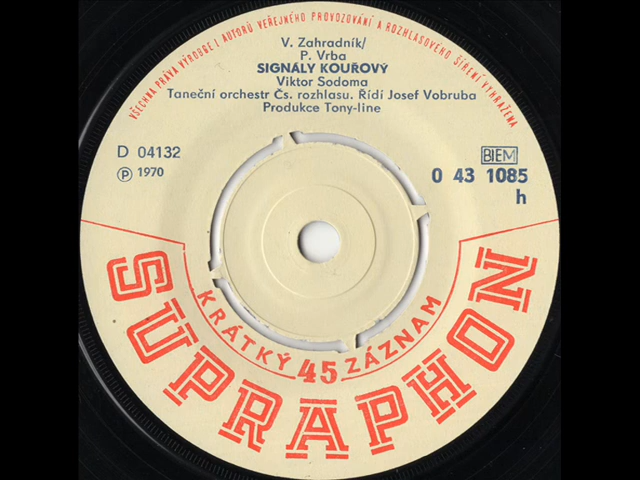 VŠECHNA PRÁVA VÝROBCE I AUTORŮ VEŘEJNÉHO PROVOZOVÁNÍ A ROZHLASOVÉHO ŠÍŘENÍ VYHRAŽENA
V. Zahradník/
P. Vrba
SIGNÁLY KOUŘOVÝ
Viktor Sodoma
Taneční orchestr Čs. rozhlasu. Řídí Josef Vobruba
Produkce Tony-line
D 04132
Ⓟ 1970
BIEM
0 43 1085
h
KRÁTKÝ 45 ZÁZNAM
SUPRAPHON